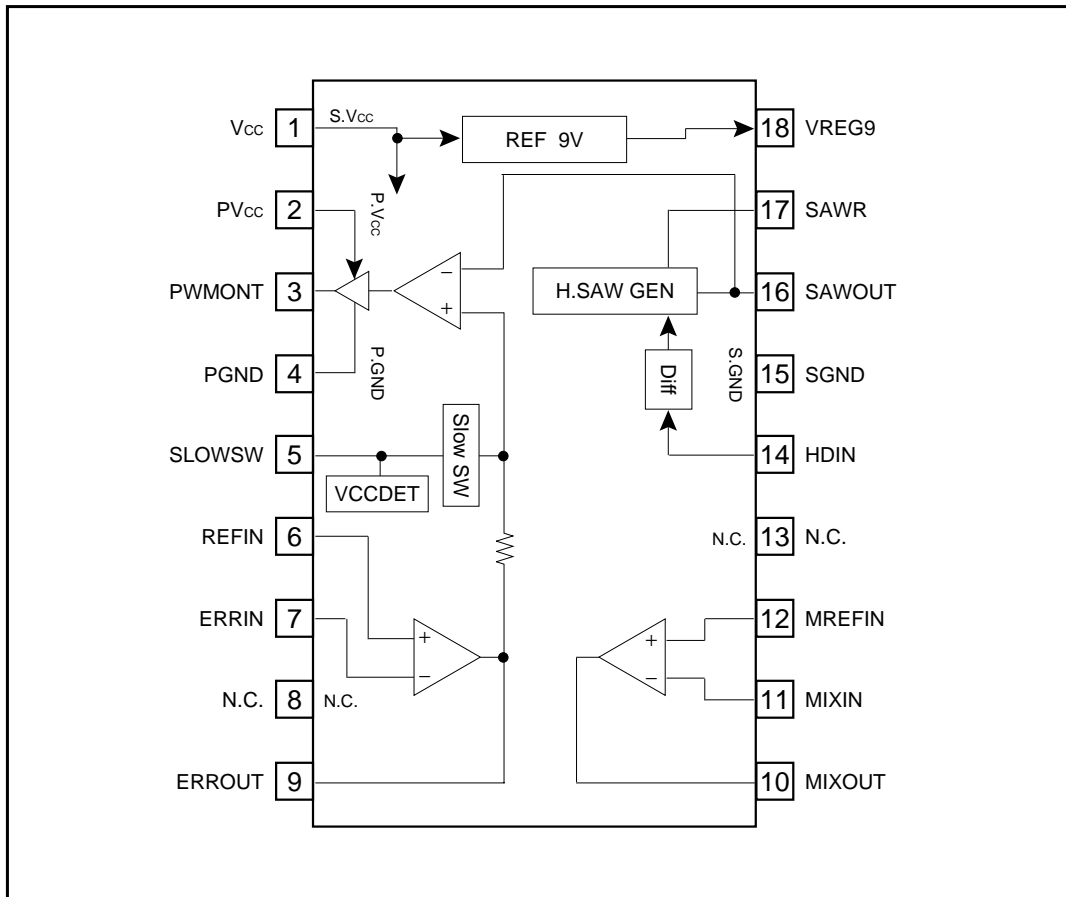 Vcc 1 S.Vcc REF 9V 18 VREG9
P.Vcc
PVcc 2 17 SAWR
PWMONT 3 − + H.SAW GEN 16 SAWOUT
PGND 4 P.GND Diff S.GND 15 SGND
SLOWSW 5 Slow SW 14 HDIN
VCCDET
REFIN 6 N.C. 13 N.C.
ERRIN 7 + − + − 12 MREFIN
N.C. 8 N.C. 11 MIXIN
ERROUT 9 10 MIXOUT